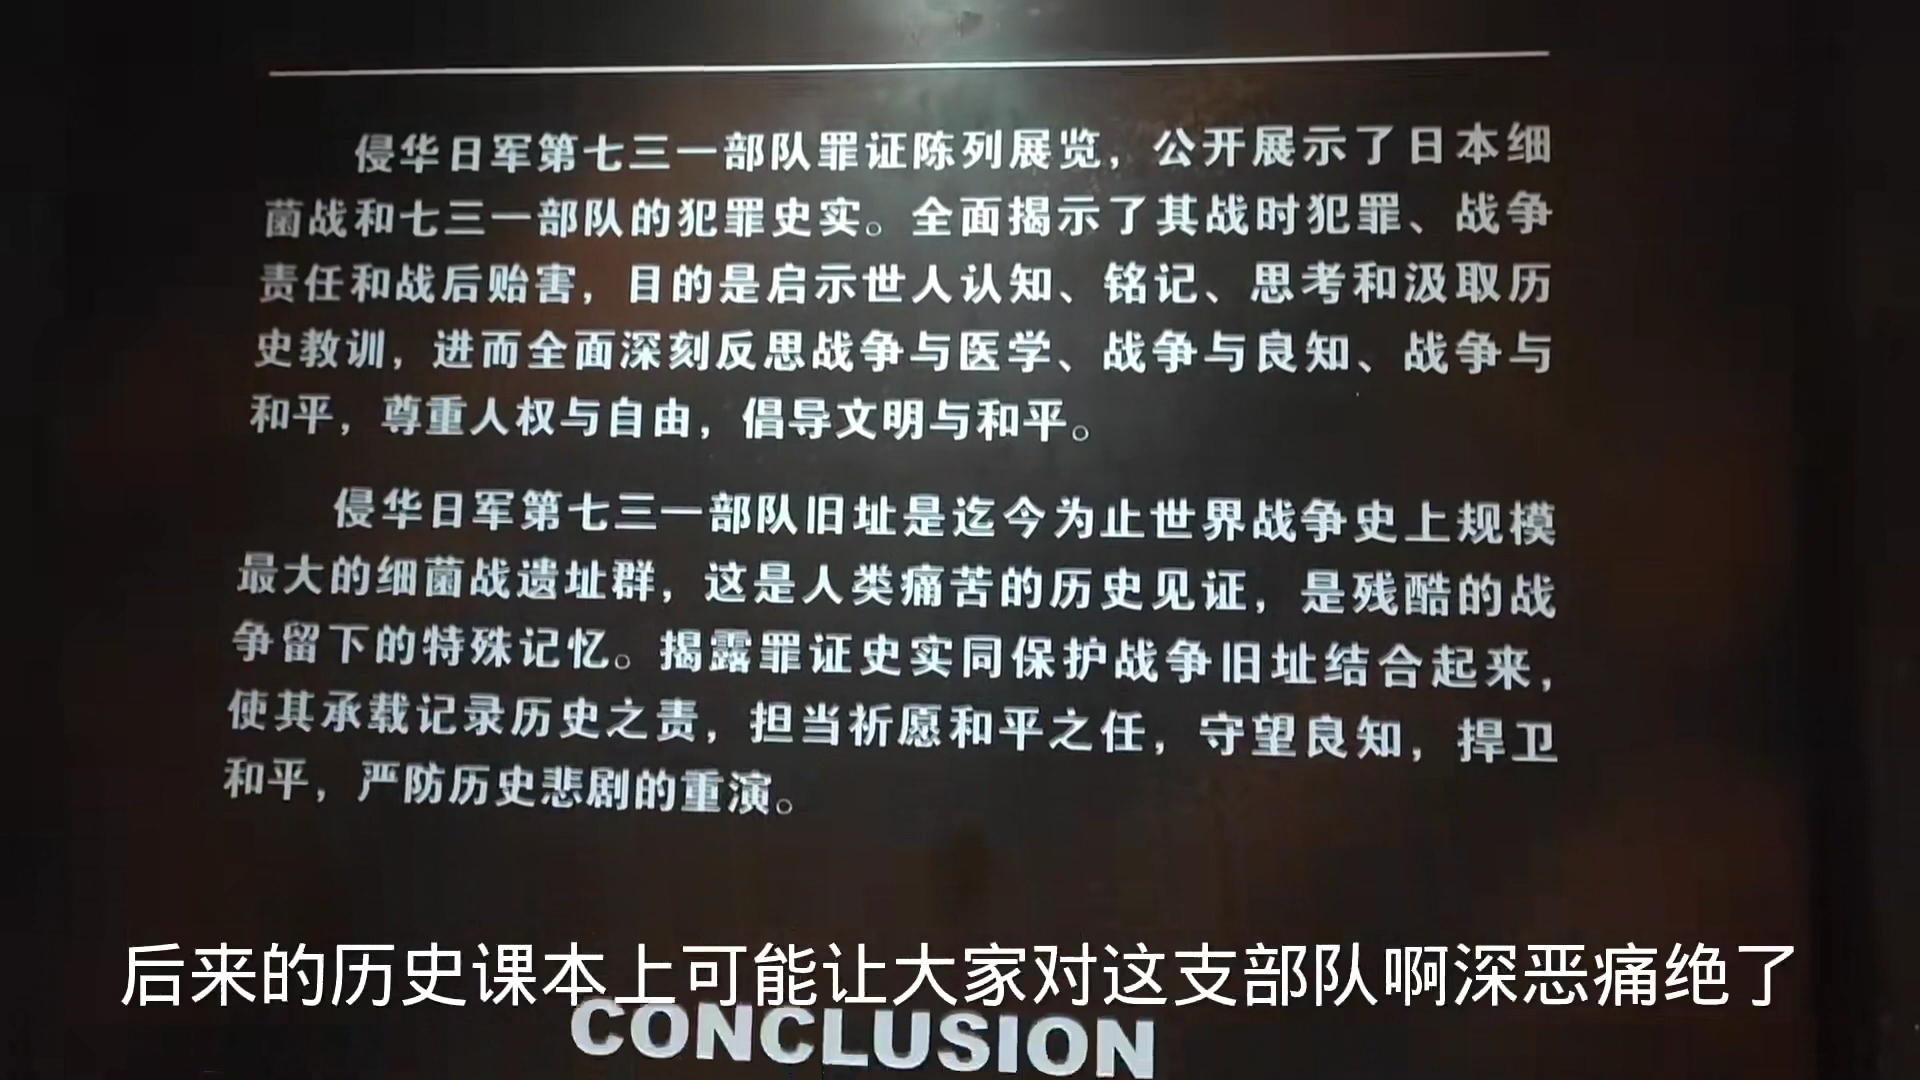 侵华日军第七三一部队罪证陈列展览，公开展示了日本细
菌战和七三一部队的犯罪史实。全面揭示了其战时犯罪、战争
责任和战后贻害，目的是启示世人认知、铭记、思考和汲取历
史教训，进而全面深刻反思战争与医学、战争与良知、战争与
和平，尊重人权与自由，倡导文明与和平。
侵华日军第七三一部队旧址是迄今为止世界战争史上规模
最大的细菌战遗址群，这是人类痛苦的历史见证，是残酷的战
争留下的特殊记忆。揭露罪证史实同保护战争旧址结合起来，
使其承载记录历史之责，担当祈愿和平之任，守望良知，捍卫
和平，严防历史悲剧的重演。
后来的历史课本上可能让大家对这支部队啊深恶痛绝了
CONCLUSION